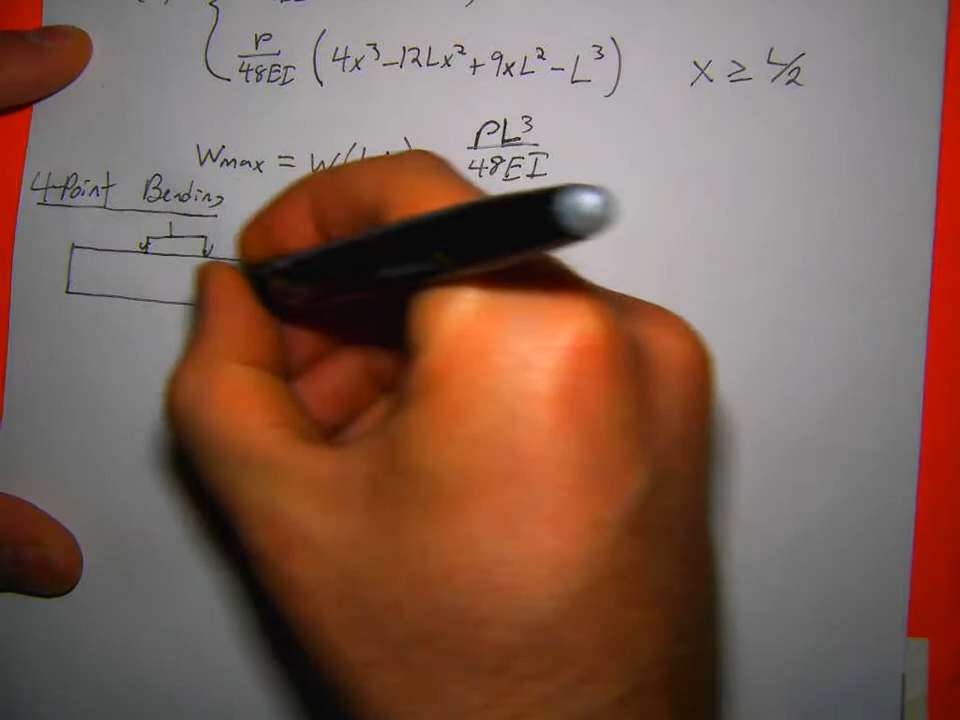 P/48EI (4x³-12Lx²+9xL²-L³) x ≥ L/2
Wmax = W( PL³/48EI
4-Point Bending